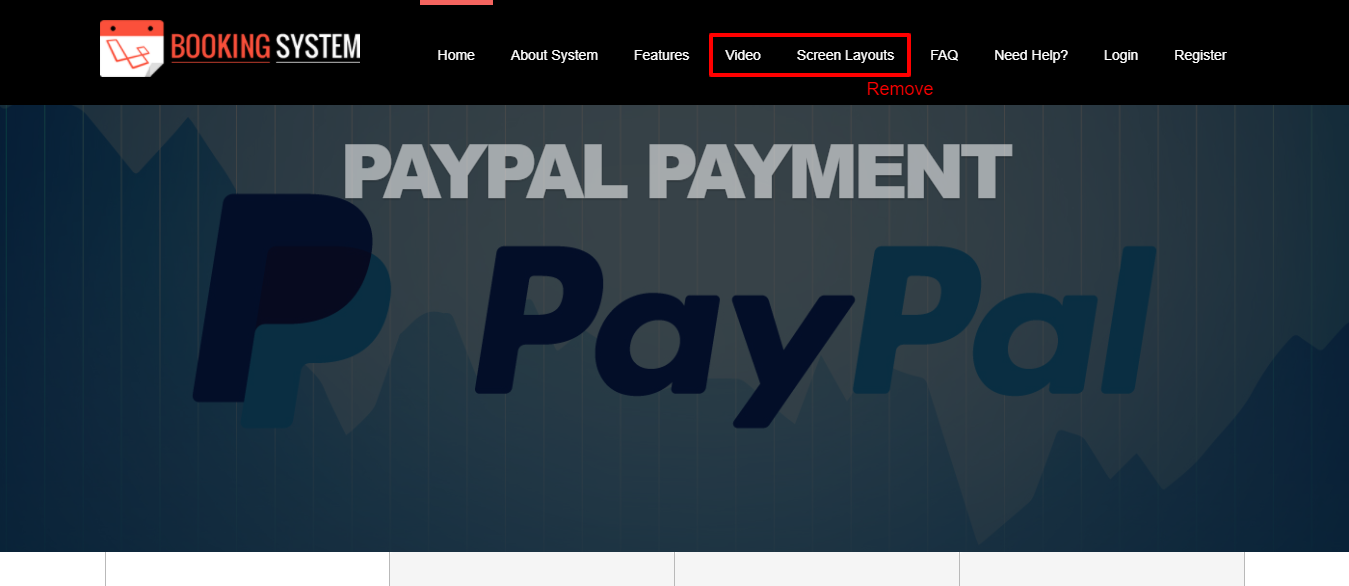 BOOKING SYSTEM
Home About System Features Video Screen Layouts FAQ Need Help? Login Register
Remove
PAYPAL PAYMENT
PayPal